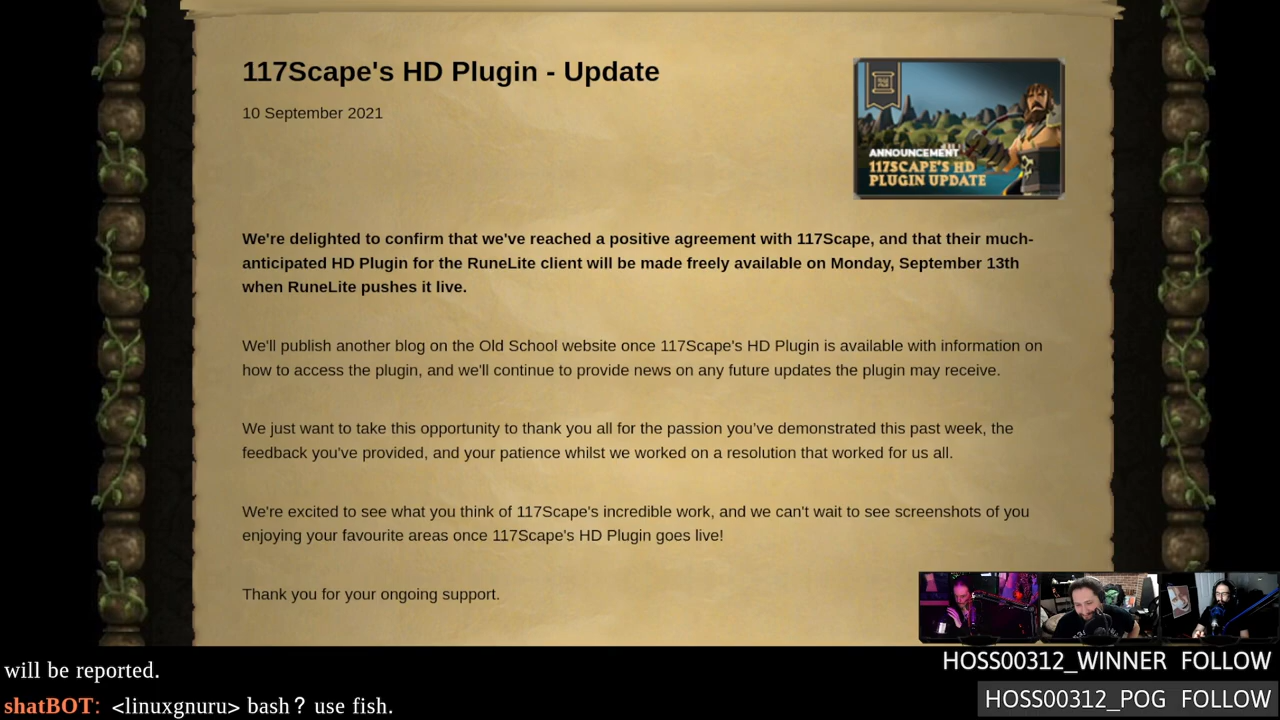 117Scape's HD Plugin - Update
10 September 2021
ANNOUNCEMENT
117SCAPE'S HD
PLUGIN UPDATE
We're delighted to confirm that we've reached a positive agreement with 117Scape, and that their much-
anticipated HD Plugin for the RuneLite client will be made freely available on Monday, September 13th
when RuneLite pushes it live.
We'll publish another blog on the Old School website once 117Scape's HD Plugin is available with information on
how to access the plugin, and we'll continue to provide news on any future updates the plugin may receive.
We just want to take this opportunity to thank you all for the passion you’ve demonstrated this past week, the
feedback you've provided, and your patience whilst we worked on a resolution that worked for us all.
We're excited to see what you think of 117Scape's incredible work, and we can't wait to see screenshots of you
enjoying your favourite areas once 117Scape's HD Plugin goes live!
Thank you for your ongoing support.
will be reported.
shatBOT: <linuxgnuru> bash? use fish.
HOSS00312_WINNER FOLLOW
HOSS00312_POG FOLLOW